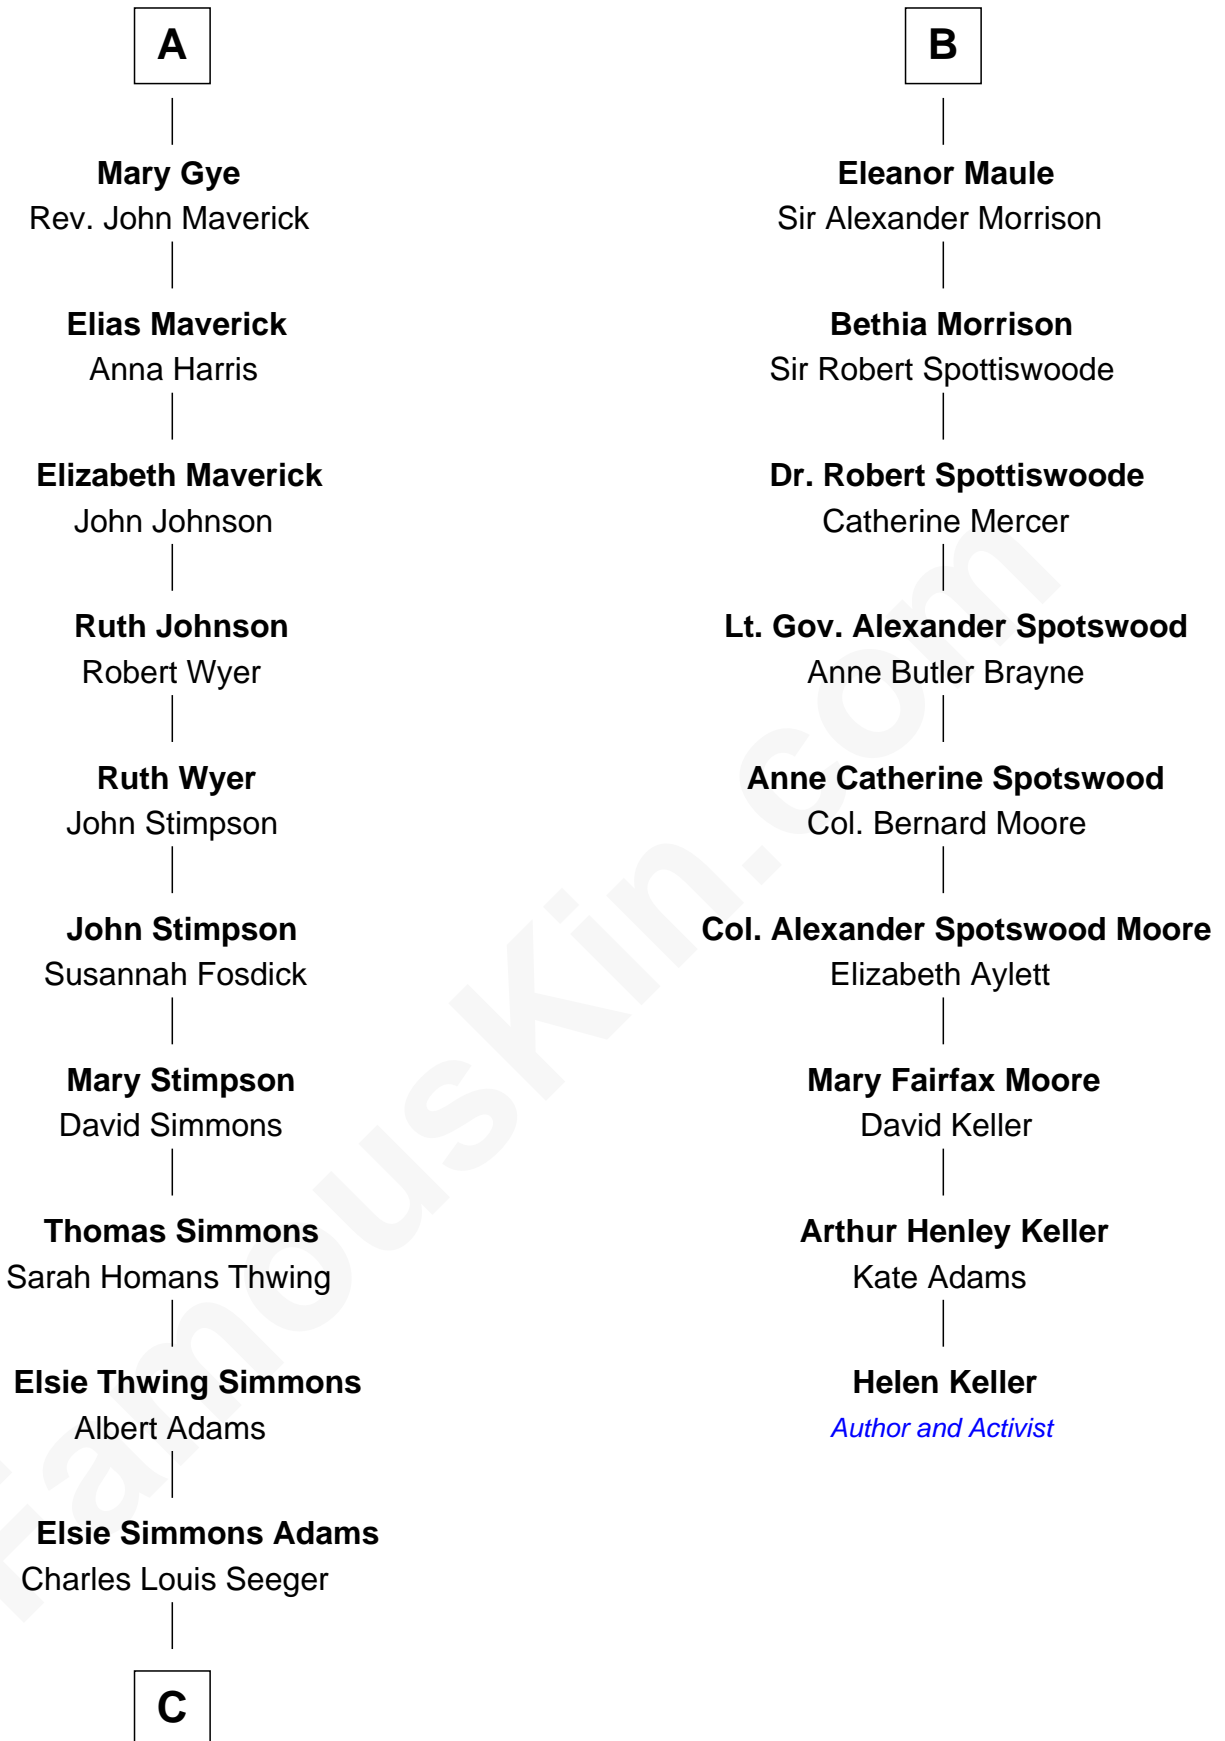 A
Mary Gye
Rev. John Maverick
Elias Maverick
Anna Harris
Elizabeth Maverick
John Johnson
Ruth Johnson
Robert Wyer
Ruth Wyer
John Stimpson
John Stimpson
Susannah Fosdick
Mary Stimpson
David Simmons
Thomas Simmons
Sarah Homans Thwing
Elsie Thwing Simmons
Albert Adams
Elsie Simmons Adams
Charles Louis Seeger
C
B
Eleanor Maule
Sir Alexander Morrison
Bethia Morrison
Sir Robert Spottiswoode
Dr. Robert Spottiswoode
Catherine Mercer
Lt. Gov. Alexander Spotswood
Anne Butler Brayne
Anne Catherine Spotswood
Col. Bernard Moore
Col. Alexander Spotswood Moore
Elizabeth Aylett
Mary Fairfax Moore
David Keller
Arthur Henley Keller
Kate Adams
Helen Keller
Author and Activist
FamousKin.com